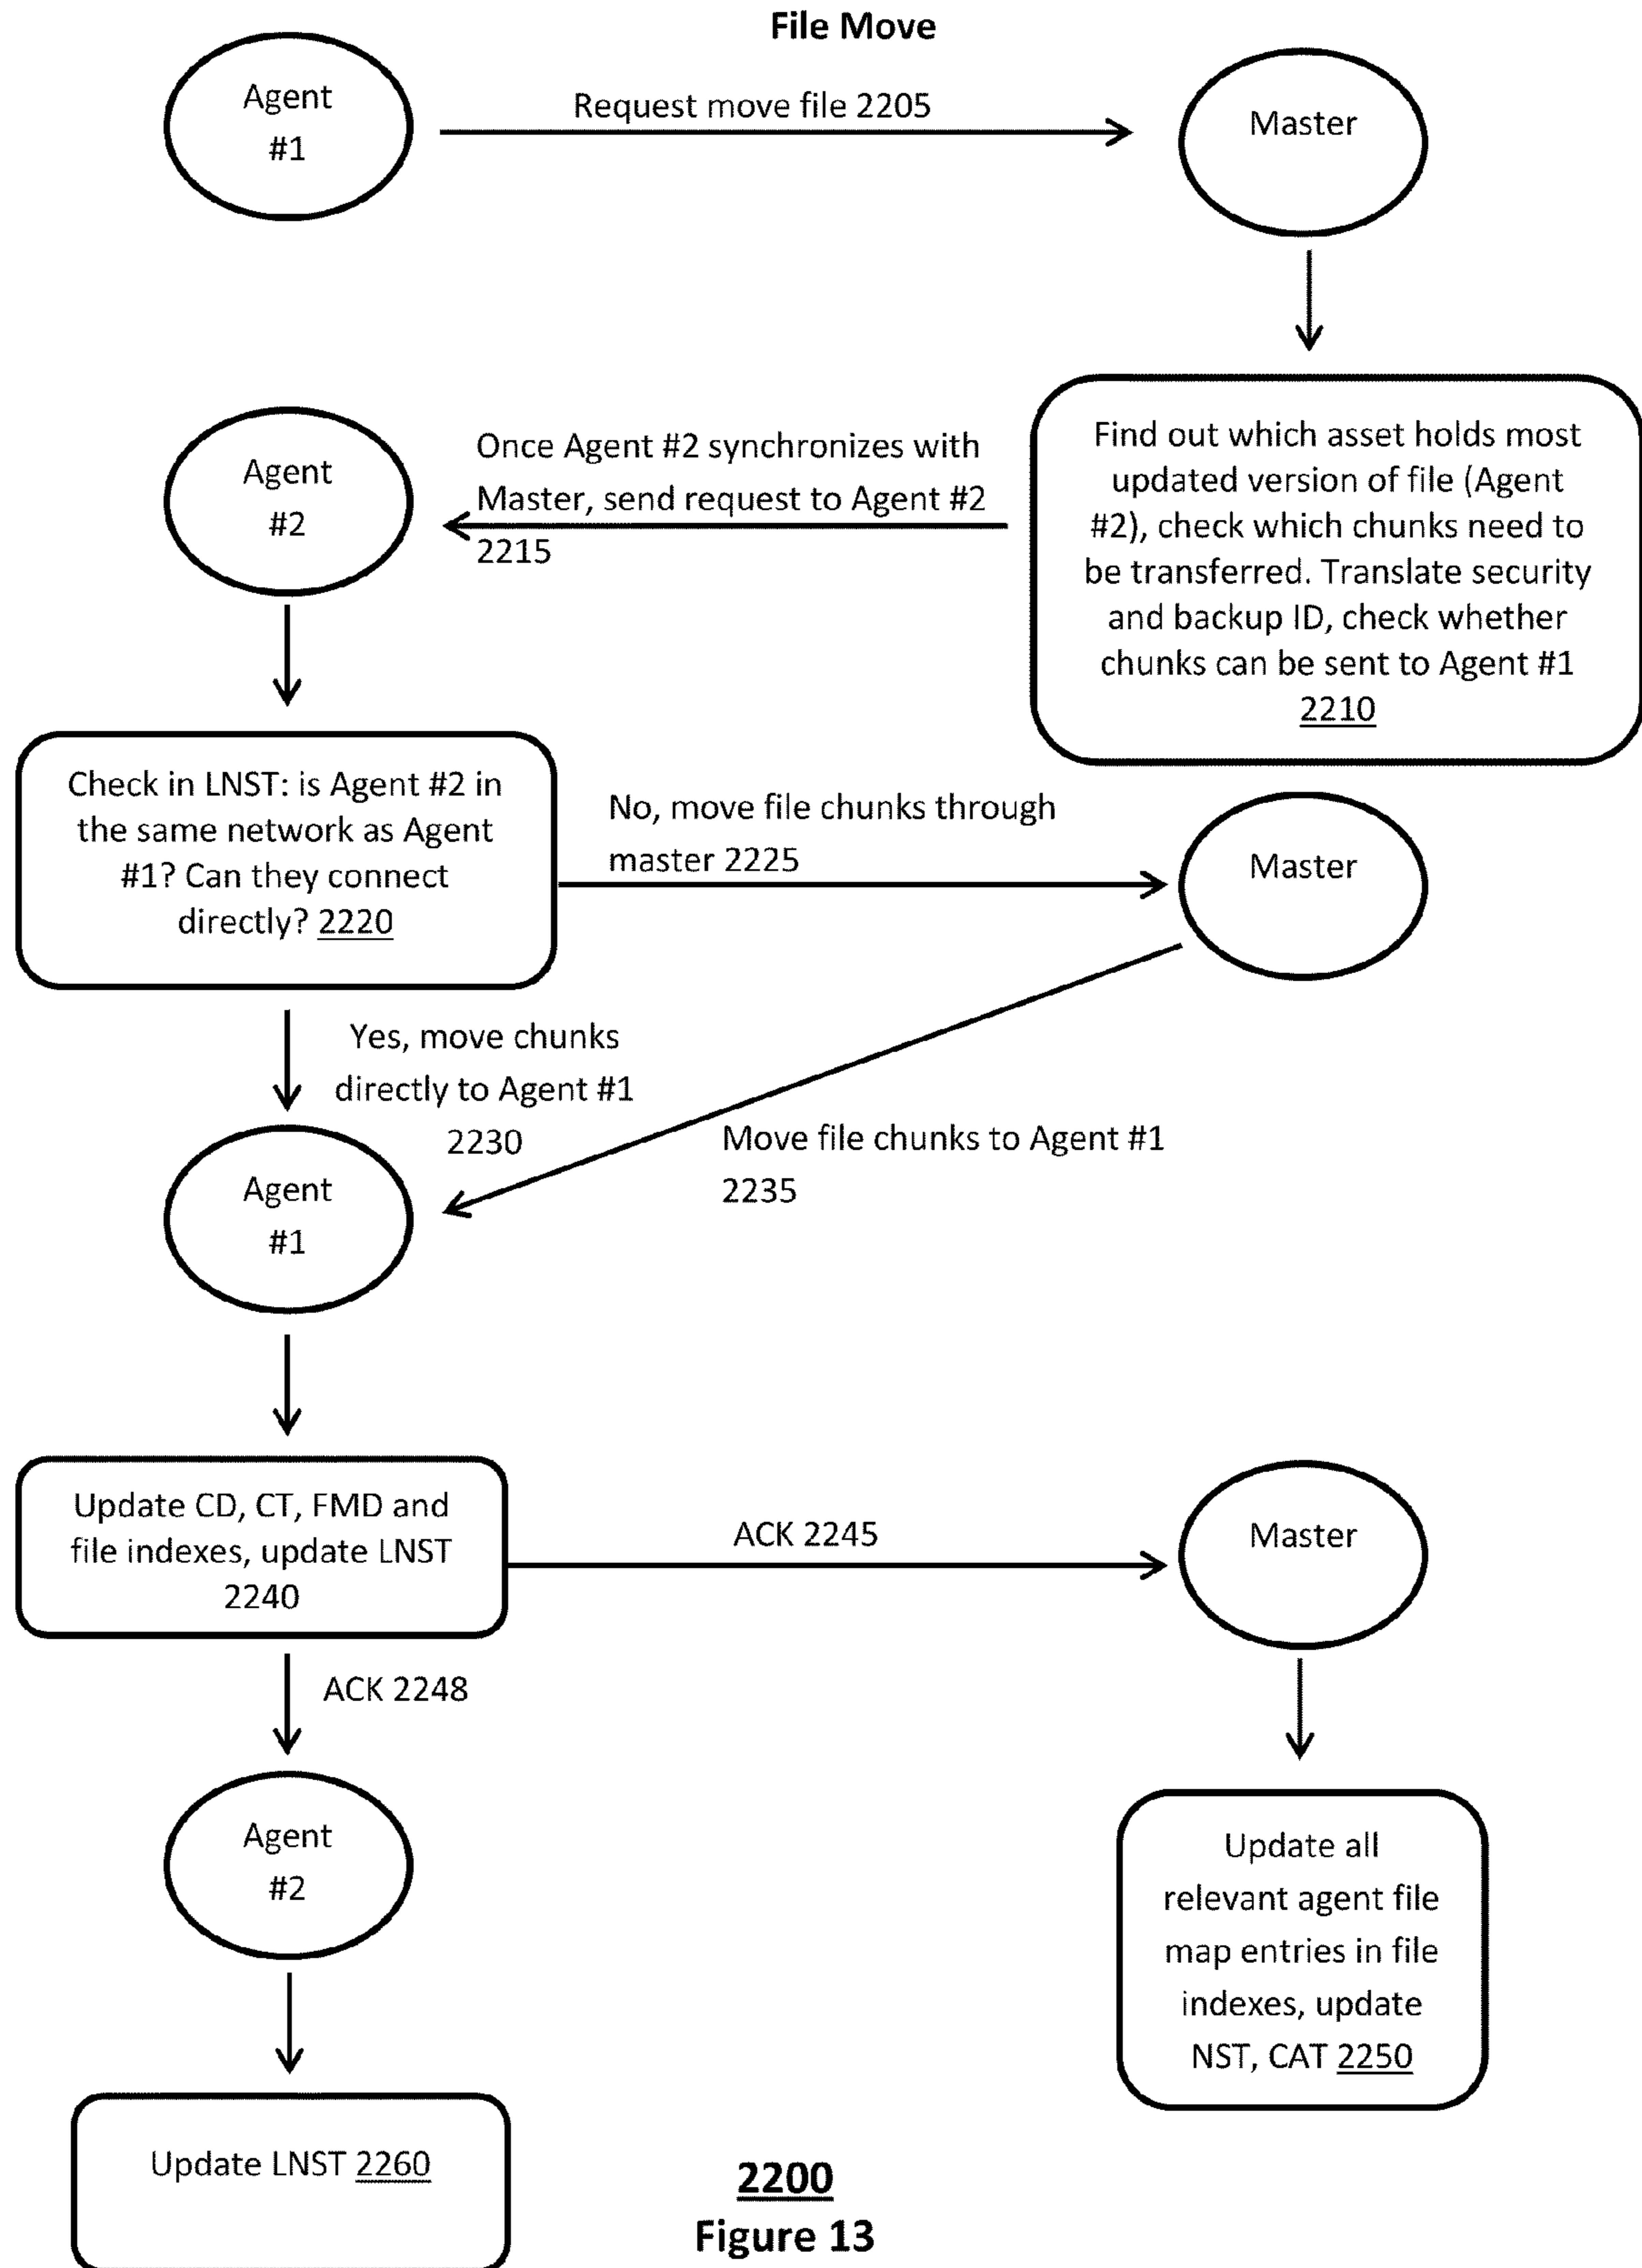 File Move
Agent
#1
Request move file 2205
Master
Find out which asset holds most
updated version of file (Agent
#2), check which chunks need to
be transferred. Translate security
and backup ID, check whether
chunks can be sent to Agent #1
2210
Once Agent #2 synchronizes with
Master, send request to Agent #2
2215
Agent
#2
Check in LNST: is Agent #2 in
the same network as Agent
#1? Can they connect
directly? 2220
No, move file chunks through
master 2225
Master
Yes, move chunks
directly to Agent #1
2230
Move file chunks to Agent #1
2235
Agent
#1
Update CD, CT, FMD and
file indexes, update LNST
2240
ACK 2245
Master
ACK 2248
Agent
#2
Update all
relevant agent file
map entries in file
indexes, update
NST, CAT 2250
Update LNST 2260
2200
Figure 13